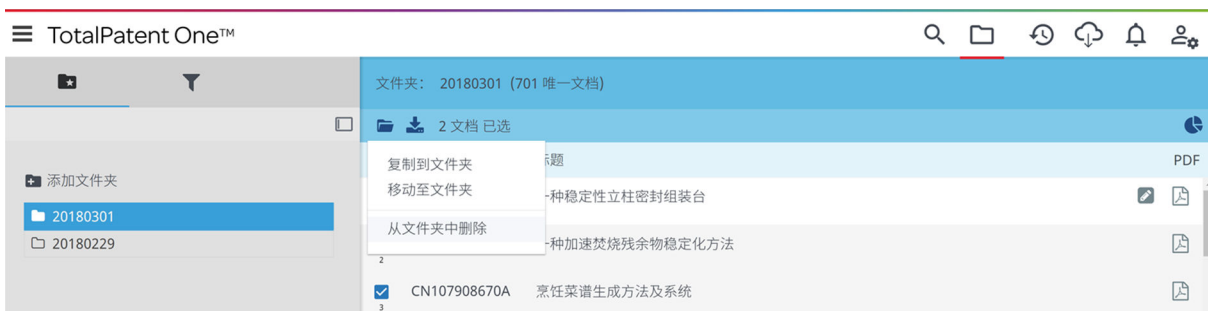 TotalPatent One™
文件夹： 20180301 (701 唯一文档)
2 文档 已选
添加文件夹
20180301
20180229
复制到文件夹
移动至文件夹
从文件夹中删除
标题 PDF
一种稳定性立柱密封组装台
一种加速焚烧残余物稳定化方法
2
CN107908670A 烹饪菜谱生成方法及系统
3